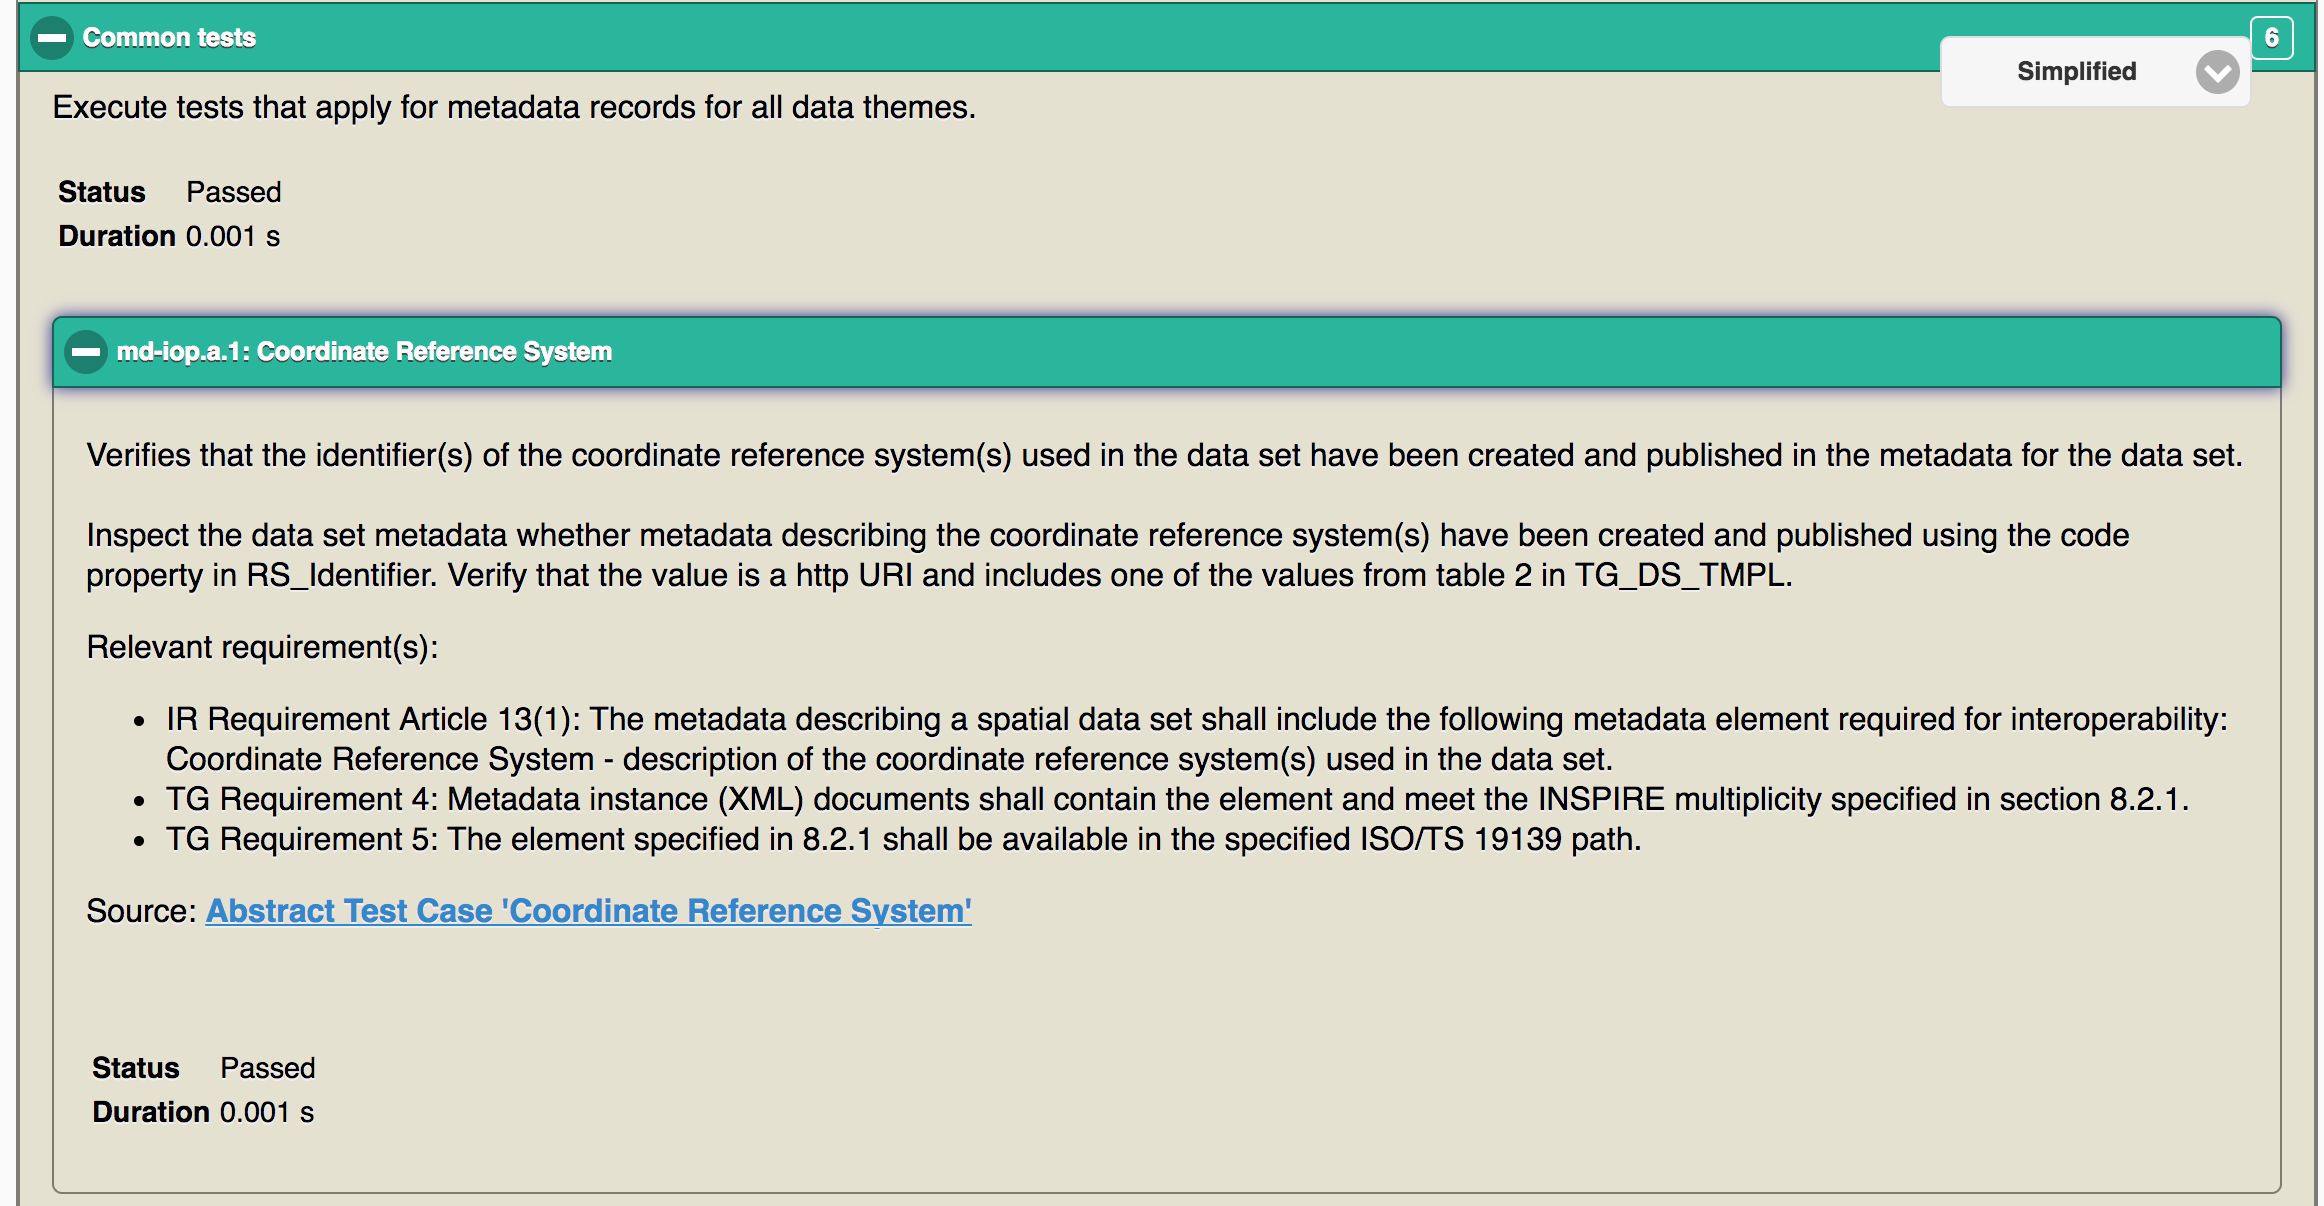 Common tests
6
Simplified
Execute tests that apply for metadata records for all data themes.
Status Passed
Duration 0.001 s
md-iop.a.1: Coordinate Reference System
Verifies that the identifier(s) of the coordinate reference system(s) used in the data set have been created and published in the metadata for the data set.
Inspect the data set metadata whether metadata describing the coordinate reference system(s) have been created and published using the code
property in RS_Identifier. Verify that the value is a http URI and includes one of the values from table 2 in TG_DS_TMPL.
Relevant requirement(s):
• IR Requirement Article 13(1): The metadata describing a spatial data set shall include the following metadata element required for interoperability:
Coordinate Reference System - description of the coordinate reference system(s) used in the data set.
• TG Requirement 4: Metadata instance (XML) documents shall contain the element and meet the INSPIRE multiplicity specified in section 8.2.1.
• TG Requirement 5: The element specified in 8.2.1 shall be available in the specified ISO/TS 19139 path.
Source: Abstract Test Case 'Coordinate Reference System'
Status Passed
Duration 0.001 s